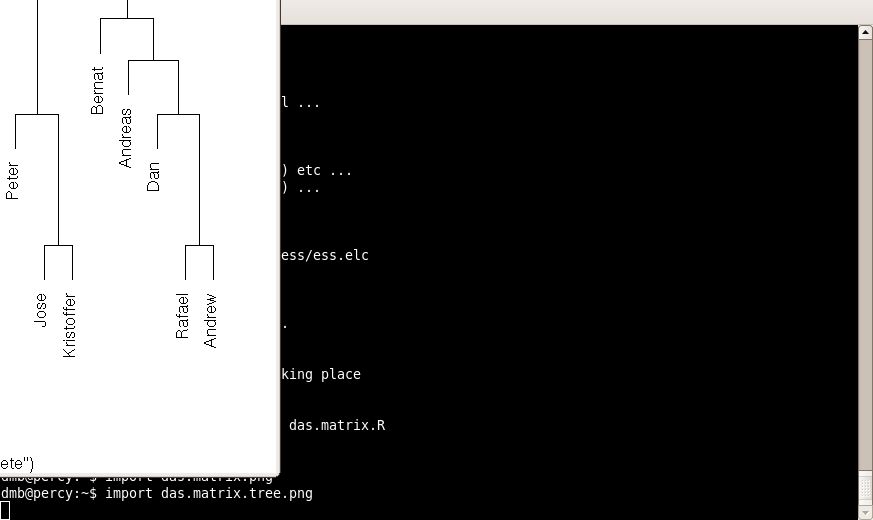 l ...
Bernat
Andreas
) etc ...
Dan
Peter
) ...
ess/ess.elc
Jose
Kristoffer
Rafael
Andrew
.
king place
das.matrix.R
ete")
dmb@percy:~$ import das.matrix.png
dmb@percy:~$ import das.matrix.tree.png